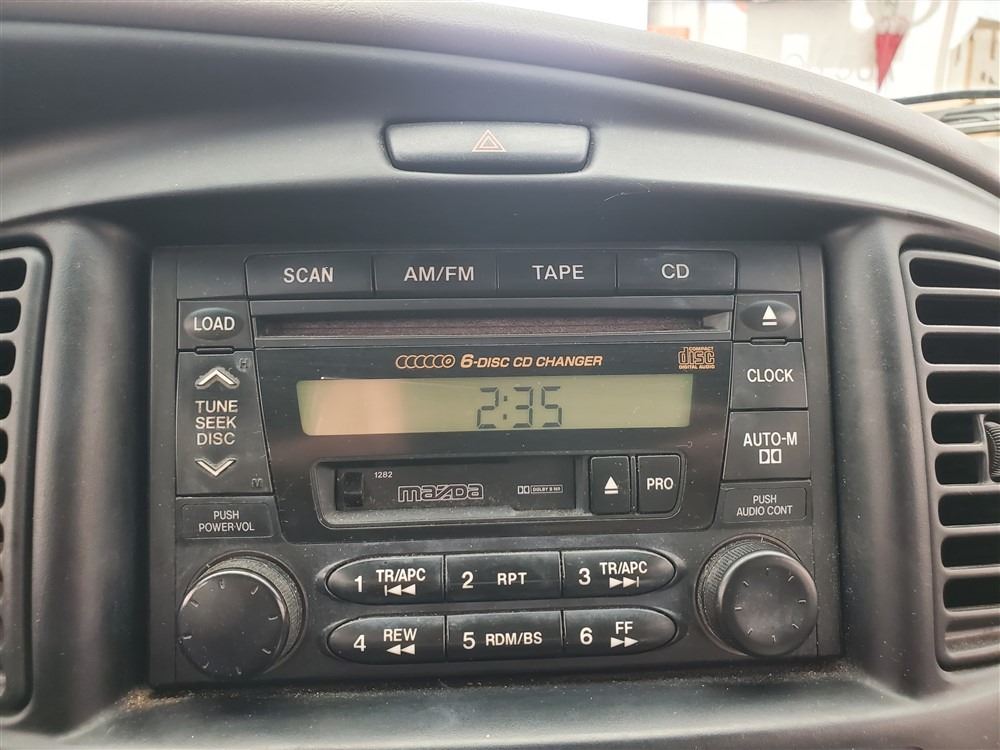 SCAN AM/FM TAPE CD
LOAD
6-DISC CD CHANGER
COMPACT
disc
DIGITAL AUDIO
TUNE
SEEK
DISC
2:35
CLOCK
AUTO-M
1282
mazda
DOLBY B NR
PRO
PUSH
POWER·VOL
PUSH
AUDIO CONT
1 TR/APC
2 RPT
3 TR/APC
4 REW
5 RDM/BS
6 FF